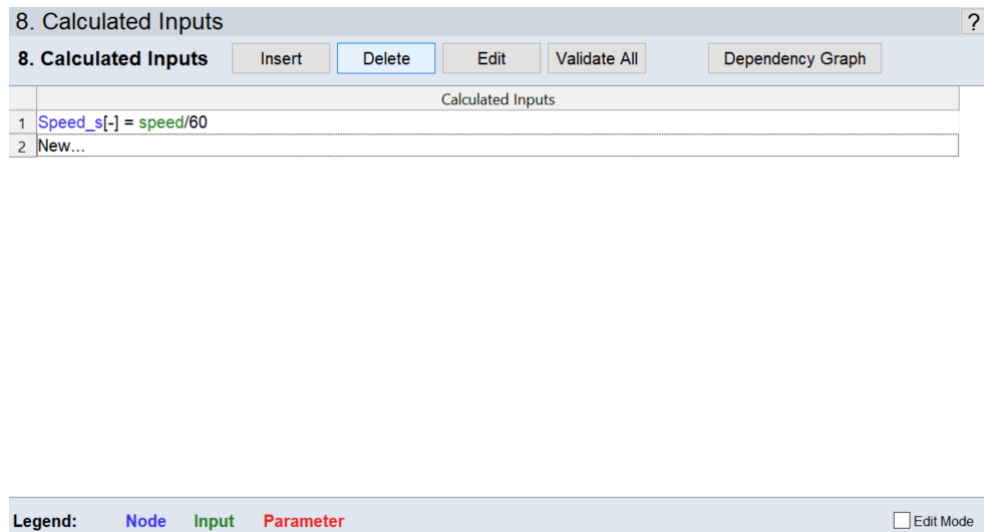 8. Calculated Inputs ?
8. Calculated Inputs Insert Delete Edit Validate All Dependency Graph
Calculated Inputs
1 Speed_s[-] = speed/60
2 New...
Legend: Node Input Parameter Edit Mode